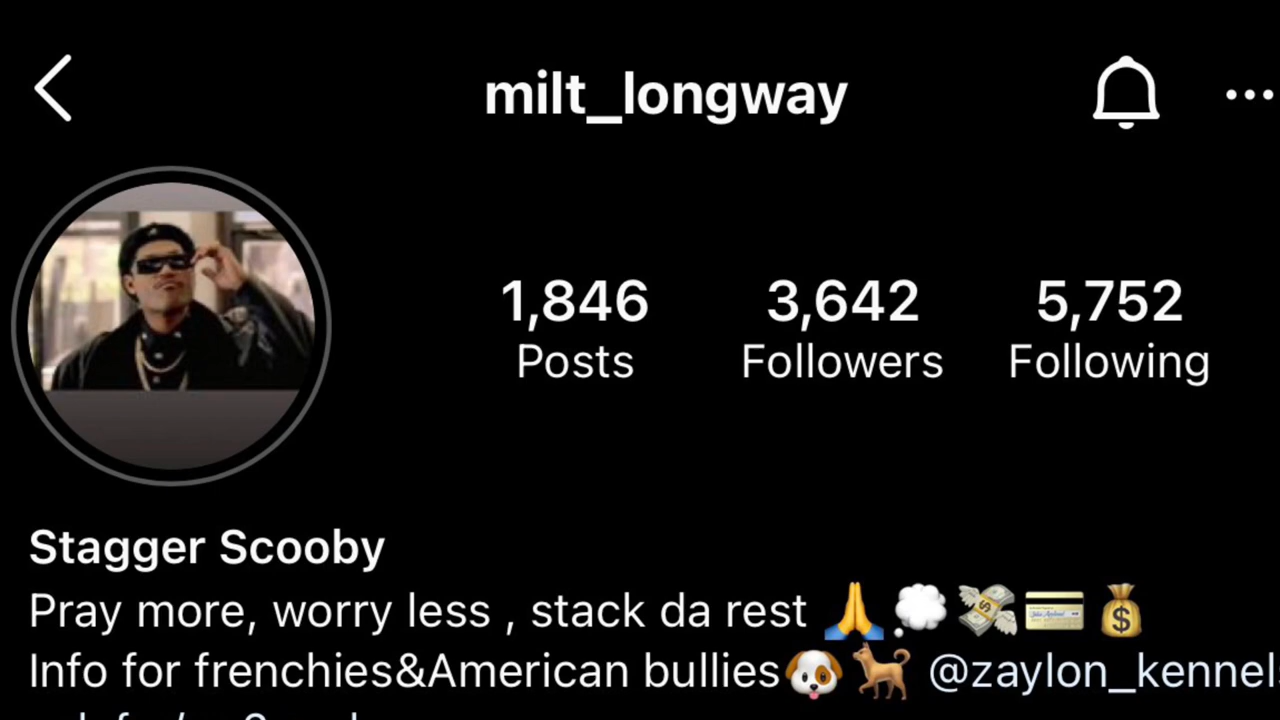 milt_longway
1,846 3,642 5,752
Posts Followers Following
Stagger Scooby
Pray more, worry less , stack da rest 🙏💭💸💳💰
Info for frenchies&American bullies🐶🐕 @zaylon_kennels